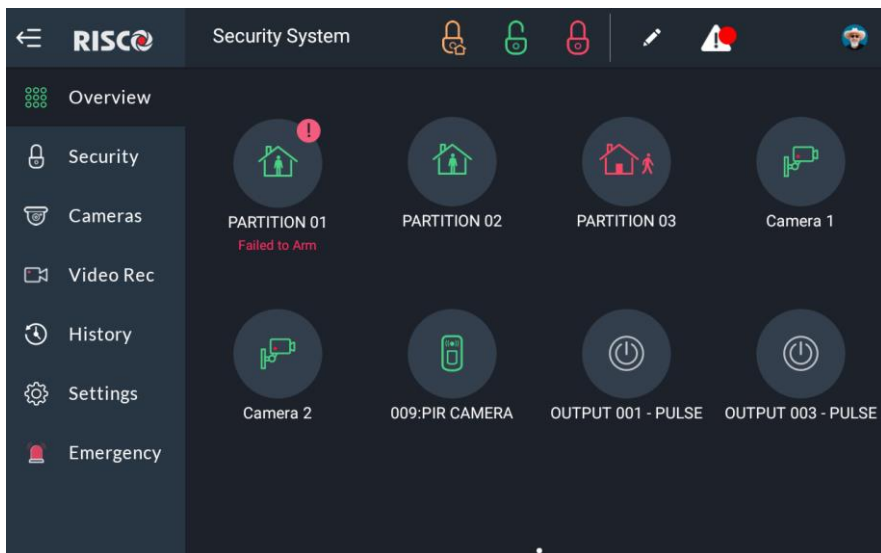 RISCO
Security System
Overview
Security
Cameras
Video Rec
History
Settings
Emergency
PARTITION 01
Failed to Arm
PARTITION 02
PARTITION 03
Camera 1
Camera 2
009:PIR CAMERA
OUTPUT 001 - PULSE
OUTPUT 003 - PULSE